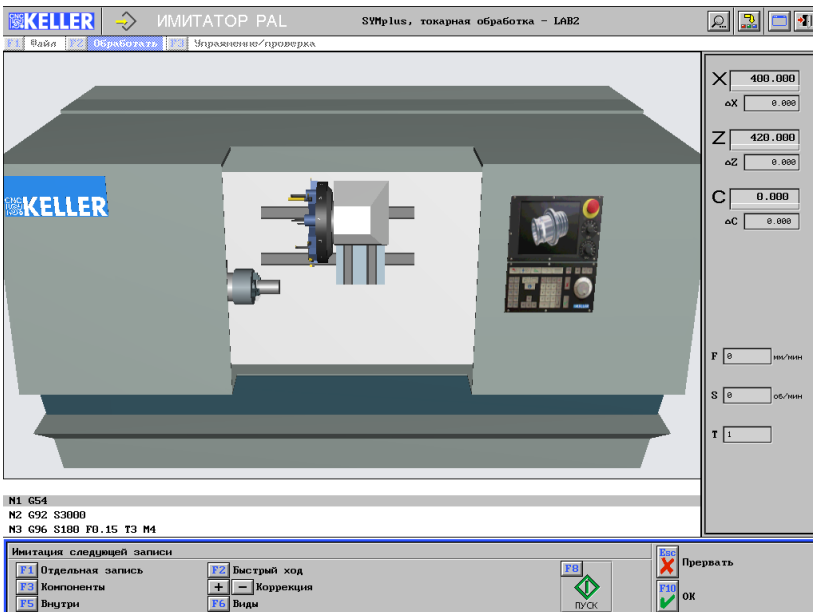 KELLER ИМИТАТОР PAL SYMplus, токарная обработка - LAB2
F1 Файл F2 Обработать F3 Упражнение/проверка
X 400.000
ΔX 0.000
Z 420.000
ΔZ 0.000
C 0.000
ΔC 0.000
KELLER
F 0 мм/мин
S 0 об/мин
T 1
N1 G54
N2 G92 S3000
N3 G96 S180 F0.15 T3 M4
Имитация следующей записи
F1 Отдельная запись F2 Быстрый ход F8 Esc Прервать
F3 Компоненты + - Коррекция
F5 Внутри F6 Виды ПУСК F10 ОК